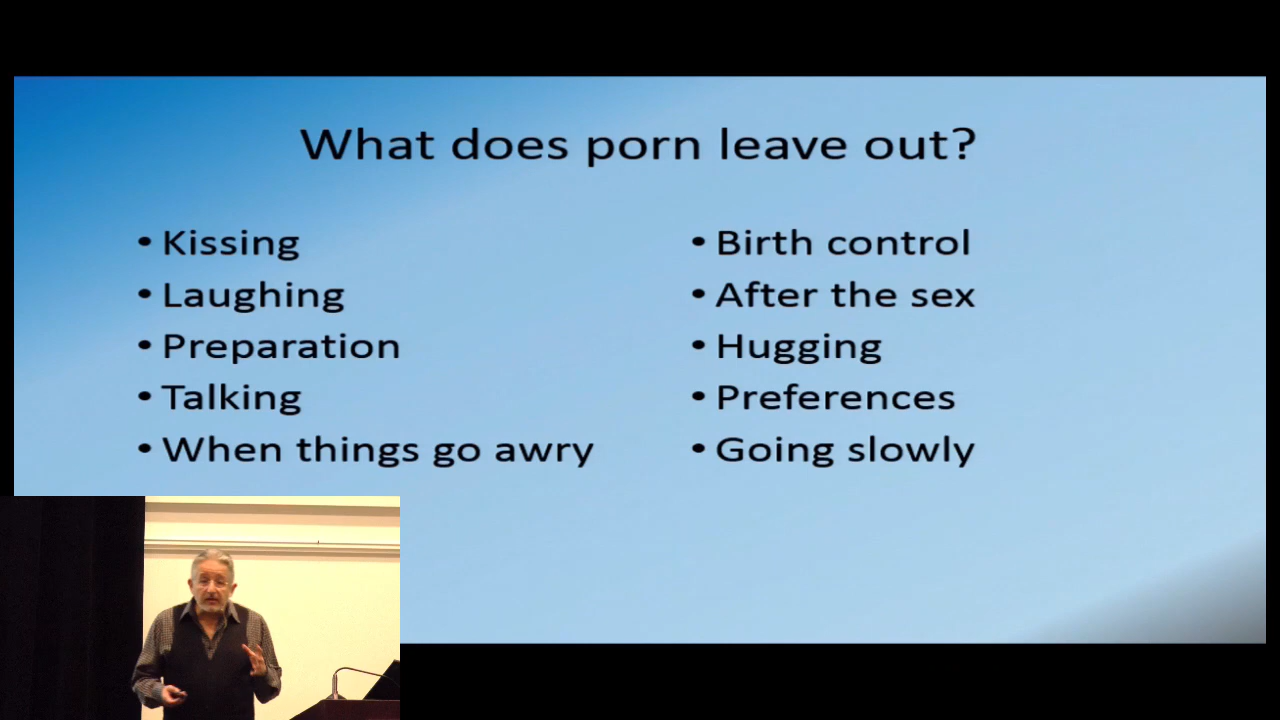 What does porn leave out?
• Kissing
• Laughing
• Preparation
• Talking
• When things go awry
• Birth control
• After the sex
• Hugging
• Preferences
• Going slowly